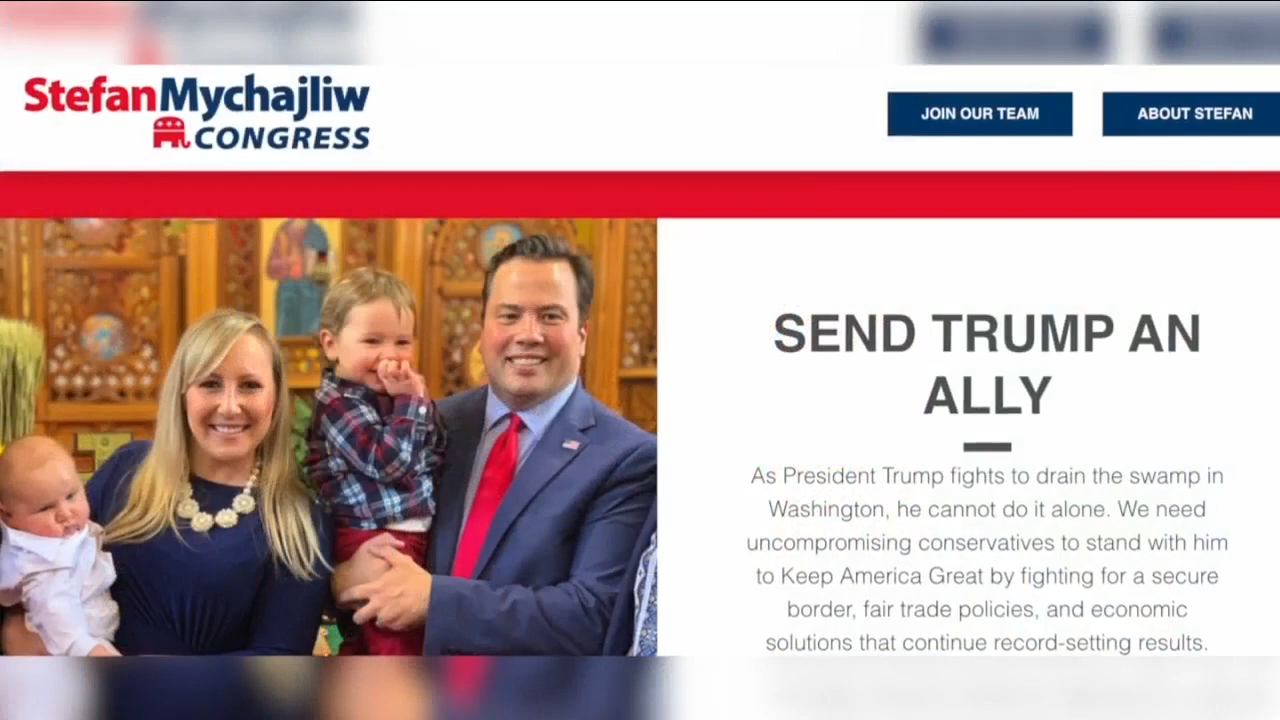 StefanMychajliw
CONGRESS
JOIN OUR TEAM
ABOUT STEFAN
SEND TRUMP AN
ALLY
As President Trump fights to drain the swamp in
Washington, he cannot do it alone. We need
uncompromising conservatives to stand with him
to Keep America Great by fighting for a secure
border, fair trade policies, and economic
solutions that continue record-setting results.